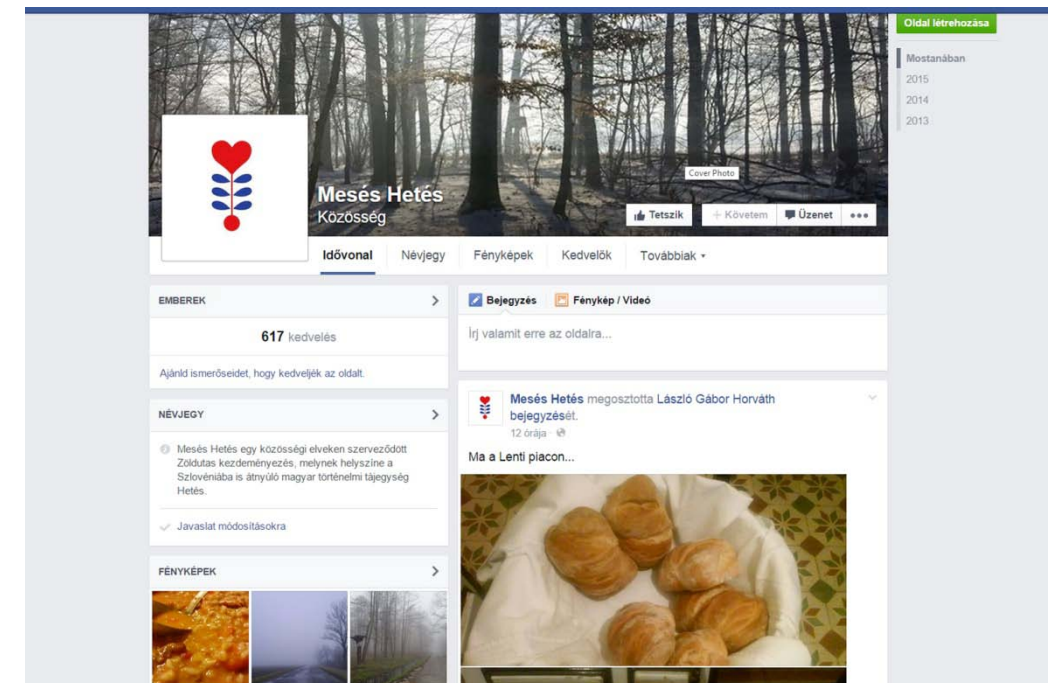 Oldal létrehozása
Mostanában
2015
2014
2013
Cover Photo
Mesés Hetés
Közösség
Tetszik
+ Követem
Üzenet
Idővonal
Névjegy
Fényképek
Kedvelők
Továbbiak
EMBEREK
617 kedvelés
Ajánld ismerőseidet, hogy kedveljék az oldalt.
NÉVJEGY
Mesés Hetés egy közösségi elveken szerveződött
Zöldutas kezdeményezés, melynek helyszíne a
Szlovéniába is átnyúló magyar történelmi tájegység
Hetés.
Javaslat módosításokra
FÉNYKÉPEK
Bejegyzés
Fénykép / Videó
Írj valamit erre az oldalra...
Mesés Hetés megosztotta László Gábor Horváth
bejegyzését.
12 órája
Ma a Lenti piacon...